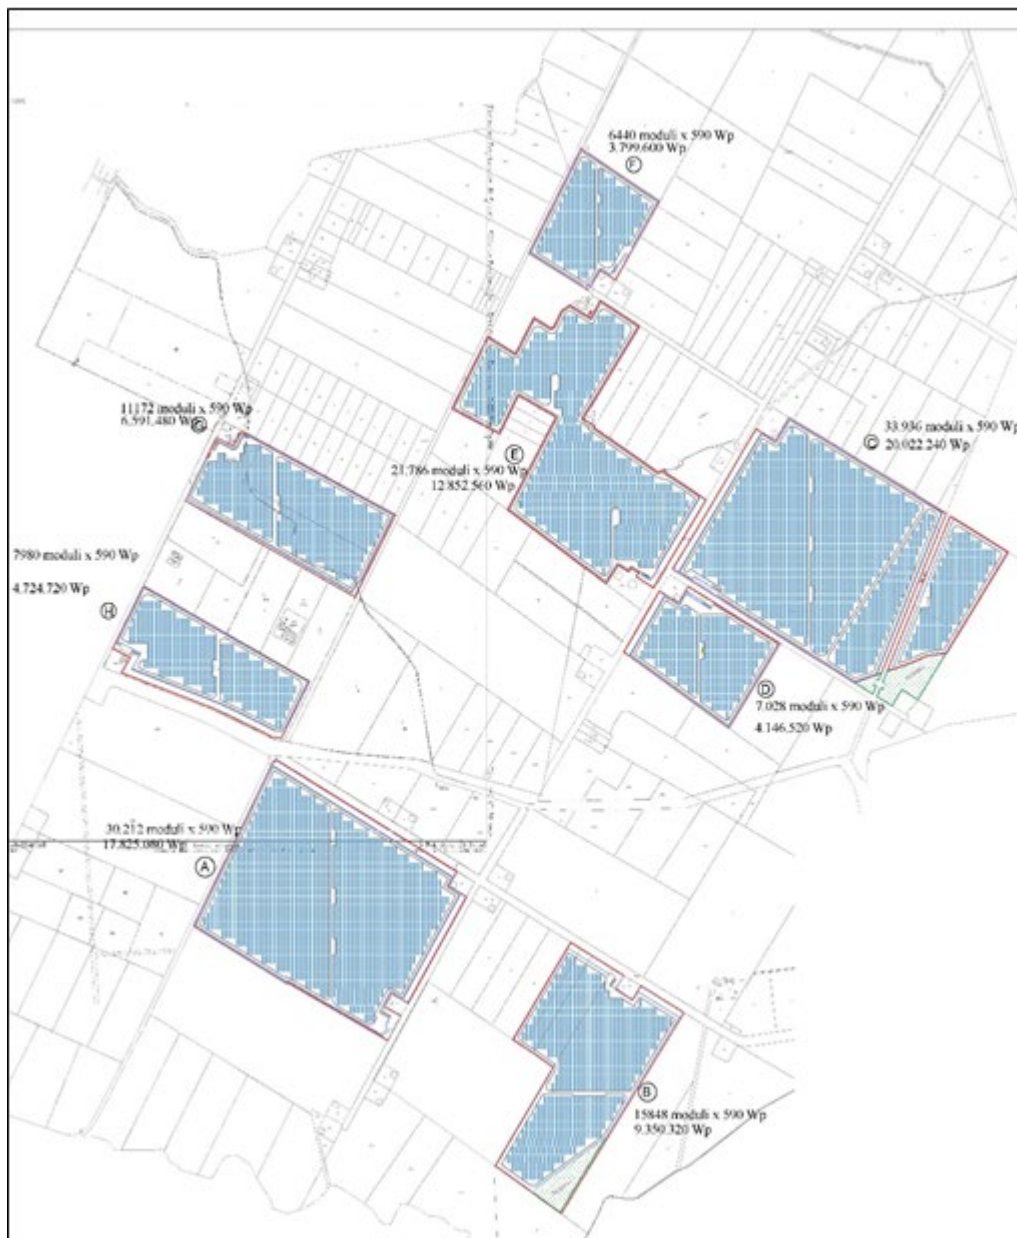 6440 moduli x 590 Wp
3.799.600 Wp
F
11172 moduli x 590 Wp
6.591.480 Wp
G
33.936 moduli x 590 Wp
20.022.240 Wp
C
E
21.786 moduli x 590 Wp
12.852.560 Wp
7980 moduli x 590 Wp
4.724.720 Wp
H
D
7.028 moduli x 590 Wp
4.146.520 Wp
30.212 moduli x 590 Wp
17.825.080 Wp
A
B
15848 moduli x 590 Wp
9.350.320 Wp